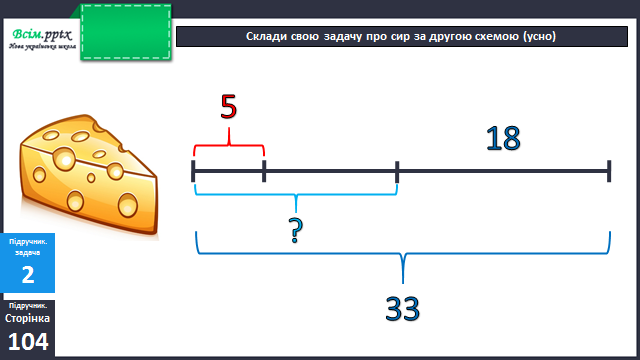 Всім.pptx
Нова українська школа
Склади свою задачу про сир за другою схемою (усно)
5
18
?
33
Підручник.
задача
2
Підручник.
Сторінка
104